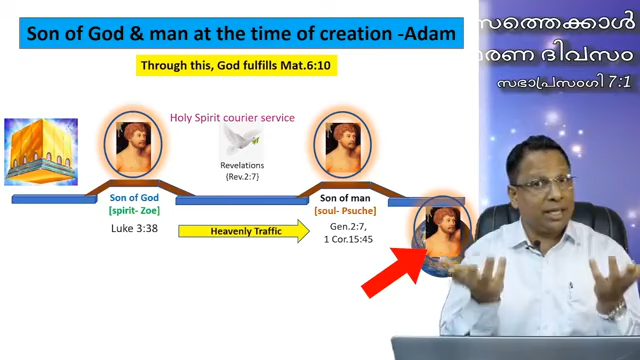 Son of God & man at the time of creation -Adam
Through this, God fulfills Mat.6:10
Holy Spirit courier service
Revelations
{Rev.2:7}
Son of God
[spirit- Zoe]
Luke 3:38
Heavenly Traffic
Son of man
[soul- Psuche]
Gen.2:7,
1 Cor.15:45
ദിവസം
സഭാപ്രസംഗി 7:1